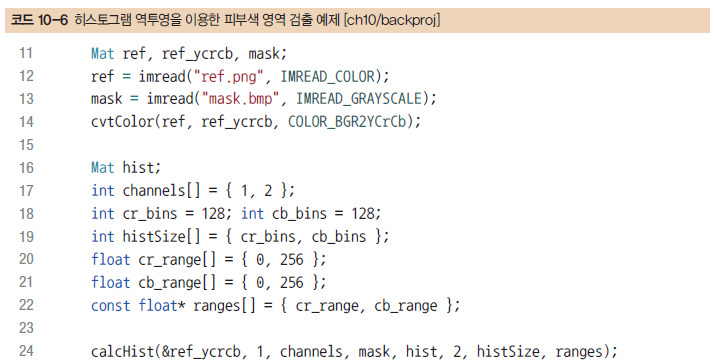 코드 10-6 히스토그램 역투영을 이용한 피부색 영역 검출 예제 [ch10/backproj]
11 Mat ref, ref_ycrcb, mask;
12 ref = imread("ref.png", IMREAD_COLOR);
13 mask = imread("mask.bmp", IMREAD_GRAYSCALE);
14 cvtColor(ref, ref_ycrcb, COLOR_BGR2YCrCb);
15
16 Mat hist;
17 int channels[] = { 1, 2 };
18 int cr_bins = 128; int cb_bins = 128;
19 int histSize[] = { cr_bins, cb_bins };
20 float cr_range[] = { 0, 256 };
21 float cb_range[] = { 0, 256 };
22 const float* ranges[] = { cr_range, cb_range };
23
24 calcHist(&ref_ycrcb, 1, channels, mask, hist, 2, histSize, ranges);